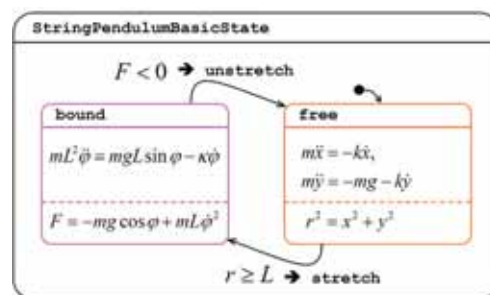 StringPendulumBasicState
F < 0 ➔ unstretch
bound
mL²φ̈ = mgL sin φ − κφ̇
F = −mg cos φ + mLφ̇²
free
mẍ = −kẋ,
mÿ = −mg − kẏ
r² = x² + y²
r ≥ L ➔ stretch